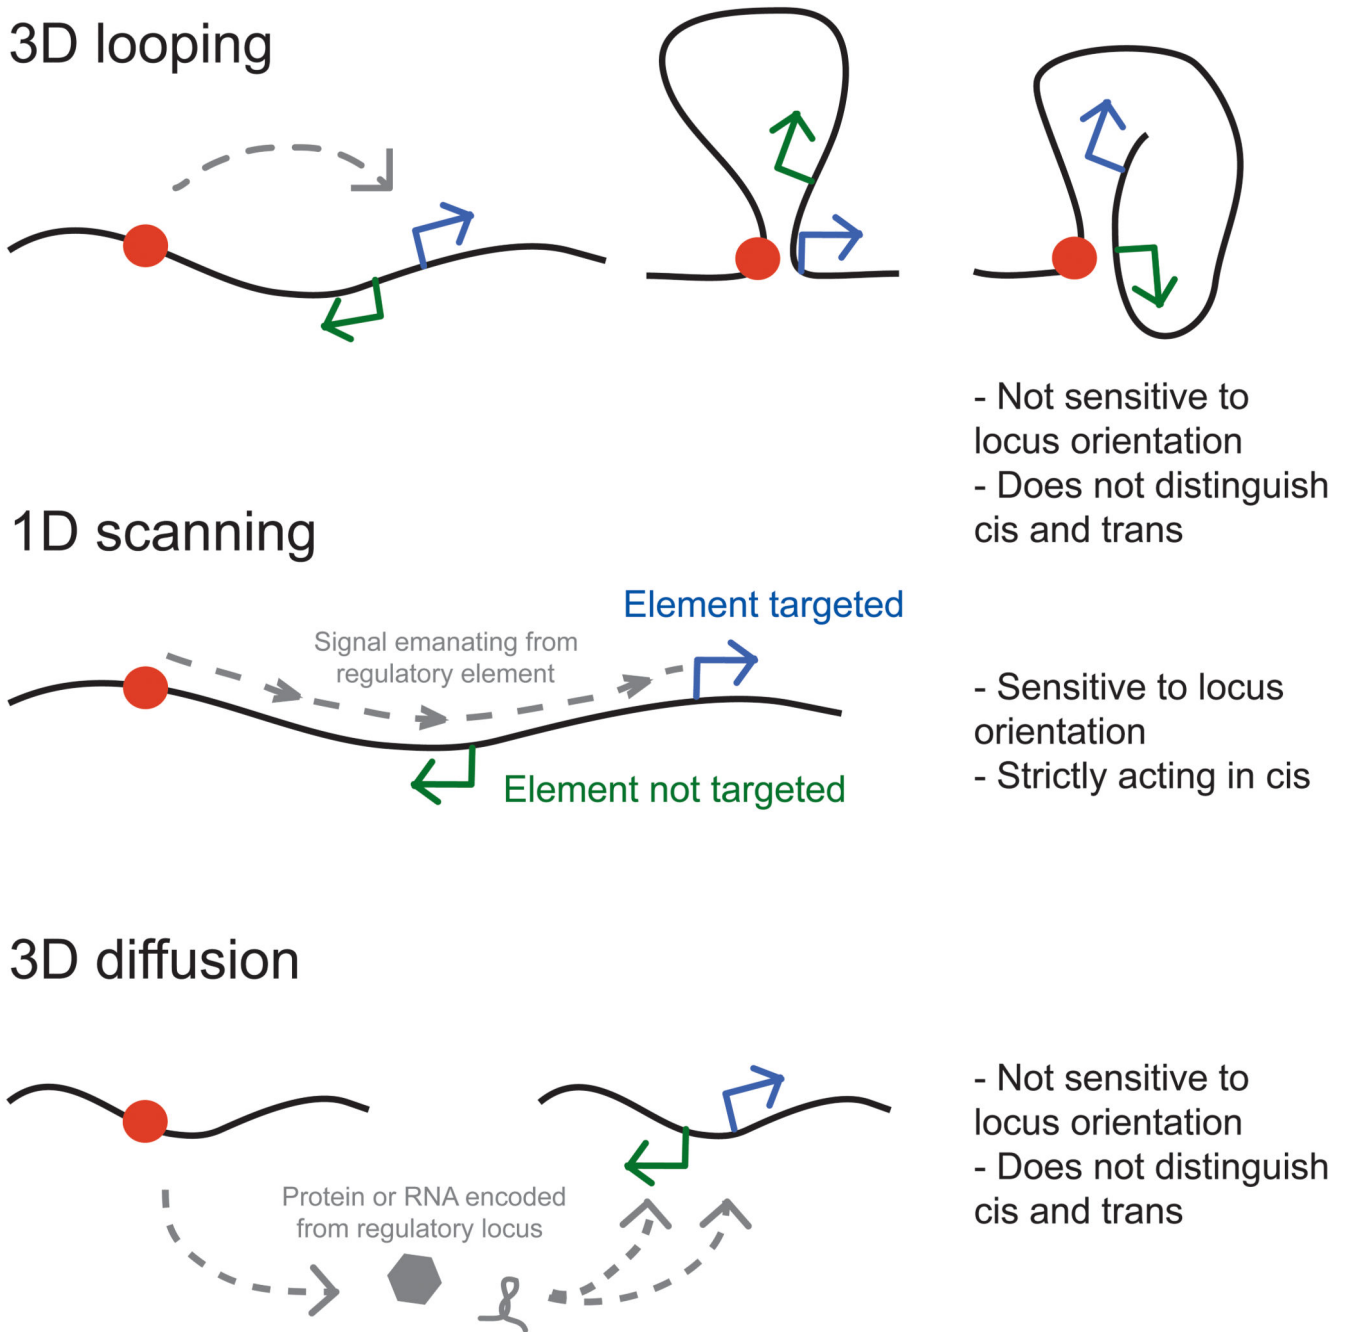 3D looping
- Not sensitive to
locus orientation
- Does not distinguish
cis and trans
1D scanning
Element targeted
Signal emanating from
regulatory element
Element not targeted
- Sensitive to locus
orientation
- Strictly acting in cis
3D diffusion
Protein or RNA encoded
from regulatory locus
- Not sensitive to
locus orientation
- Does not distinguish
cis and trans